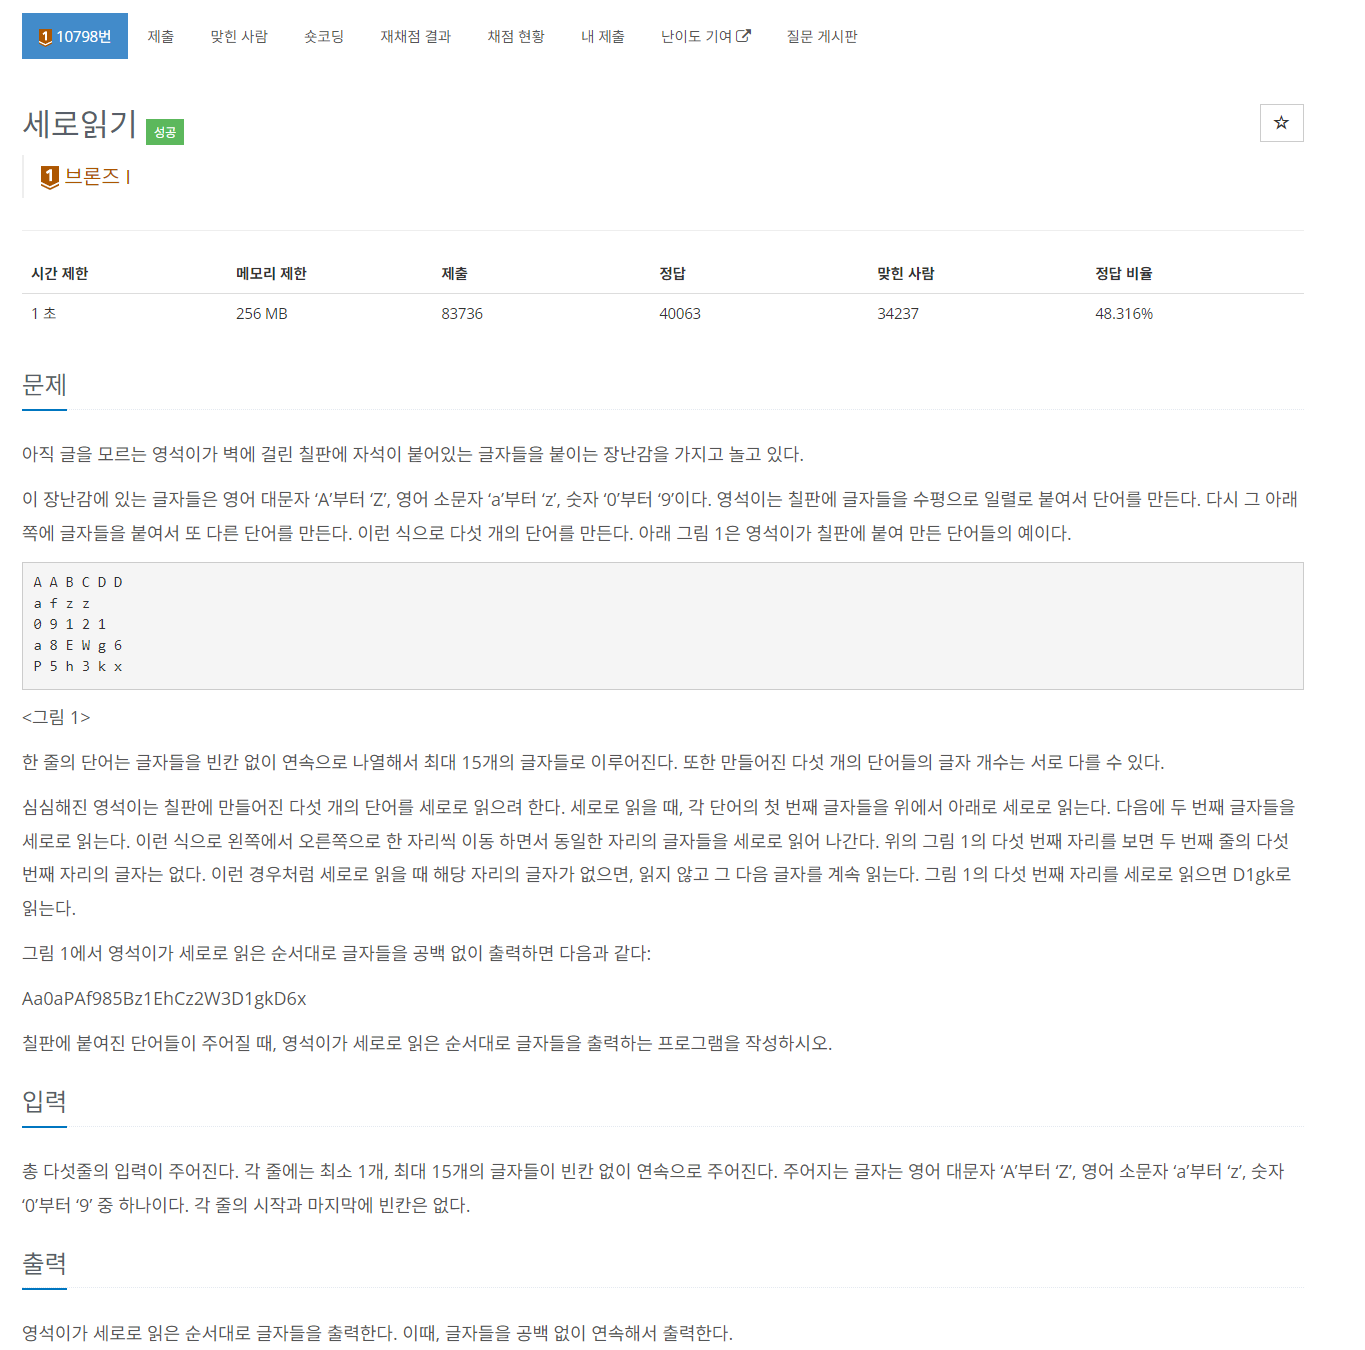 1 10798번 제출 맞힌 사람 숏코딩 재채점 결과 채점 현황 내 제출 난이도 기여 질문 게시판
세로읽기 성공
1 브론즈 I
시간 제한 메모리 제한 제출 정답 맞힌 사람 정답 비율
1 초 256 MB 83736 40063 34237 48.316%
문제
아직 글을 모르는 영석이가 벽에 걸린 칠판에 자석이 붙어있는 글자들을 붙이는 장난감을 가지고 놀고 있다.
이 장난감에 있는 글자들은 영어 대문자 ‘A’부터 ‘Z’, 영어 소문자 ‘a’부터 ‘z’, 숫자 ‘0’부터 ‘9’이다. 영석이는 칠판에 글자들을 수평으로 일렬로 붙여서 단어를 만든다. 다시 그 아래
쪽에 글자들을 붙여서 또 다른 단어를 만든다. 이런 식으로 다섯 개의 단어를 만든다. 아래 그림 1은 영석이가 칠판에 붙여 만든 단어들의 예이다.
A A B C D D
a f z z
0 9 1 2 1
a 8 E W g 6
P 5 h 3 k x
<그림 1>
한 줄의 단어는 글자들을 빈칸 없이 연속으로 나열해서 최대 15개의 글자들로 이루어진다. 또한 만들어진 다섯 개의 단어들의 글자 개수는 서로 다를 수 있다.
심심해진 영석이는 칠판에 만들어진 다섯 개의 단어를 세로로 읽으려 한다. 세로로 읽을 때, 각 단어의 첫 번째 글자들을 위에서 아래로 세로로 읽는다. 다음에 두 번째 글자들을
세로로 읽는다. 이런 식으로 왼쪽에서 오른쪽으로 한 자리씩 이동 하면서 동일한 자리의 글자들을 세로로 읽어 나간다. 위의 그림 1의 다섯 번째 자리를 보면 두 번째 줄의 다섯
번째 자리의 글자는 없다. 이런 경우처럼 세로로 읽을 때 해당 자리의 글자가 없으면, 읽지 않고 그 다음 글자를 계속 읽는다. 그림 1의 다섯 번째 자리를 세로로 읽으면 D1gk로
읽는다.
그림 1에서 영석이가 세로로 읽은 순서대로 글자들을 공백 없이 출력하면 다음과 같다:
Aa0aPAf985Bz1EhCz2W3D1gkD6x
칠판에 붙여진 단어들이 주어질 때, 영석이가 세로로 읽은 순서대로 글자들을 출력하는 프로그램을 작성하시오.
입력
총 다섯줄의 입력이 주어진다. 각 줄에는 최소 1개, 최대 15개의 글자들이 빈칸 없이 연속으로 주어진다. 주어지는 글자는 영어 대문자 ‘A’부터 ‘Z’, 영어 소문자 ‘a’부터 ‘z’, 숫자
‘0’부터 ‘9’ 중 하나이다. 각 줄의 시작과 마지막에 빈칸은 없다.
출력
영석이가 세로로 읽은 순서대로 글자들을 출력한다. 이때, 글자들을 공백 없이 연속해서 출력한다.